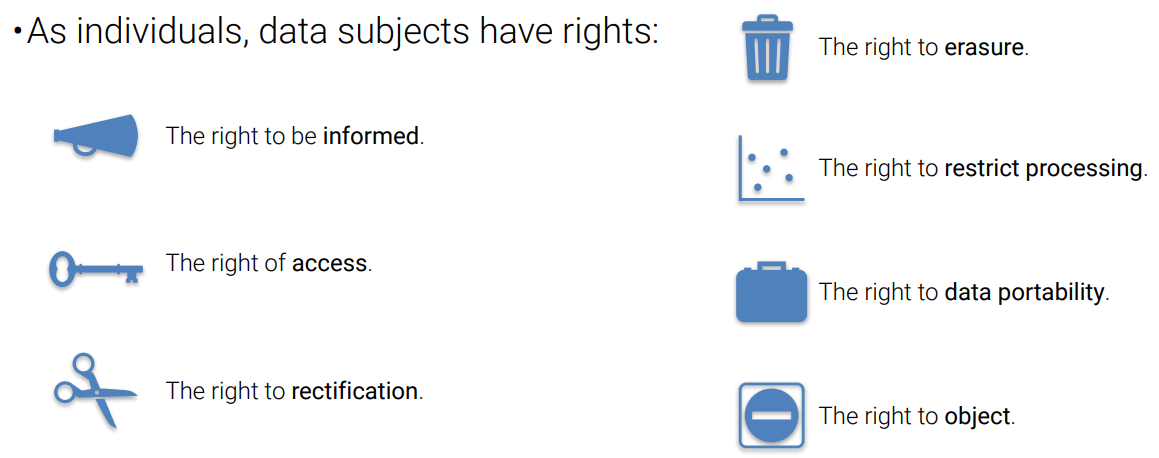 •As individuals, data subjects have rights:
The right to be informed.
The right of access.
The right to rectification.
The right to erasure.
The right to restrict processing.
The right to data portability.
The right to object.